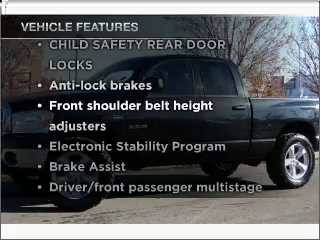 VEHICLE FEATURES
• CHILD SAFETY REAR DOOR
LOCKS
• Anti-lock brakes
• Front shoulder belt height
adjusters
• Electronic Stability Program
• Brake Assist
• Driver/front passenger multistage